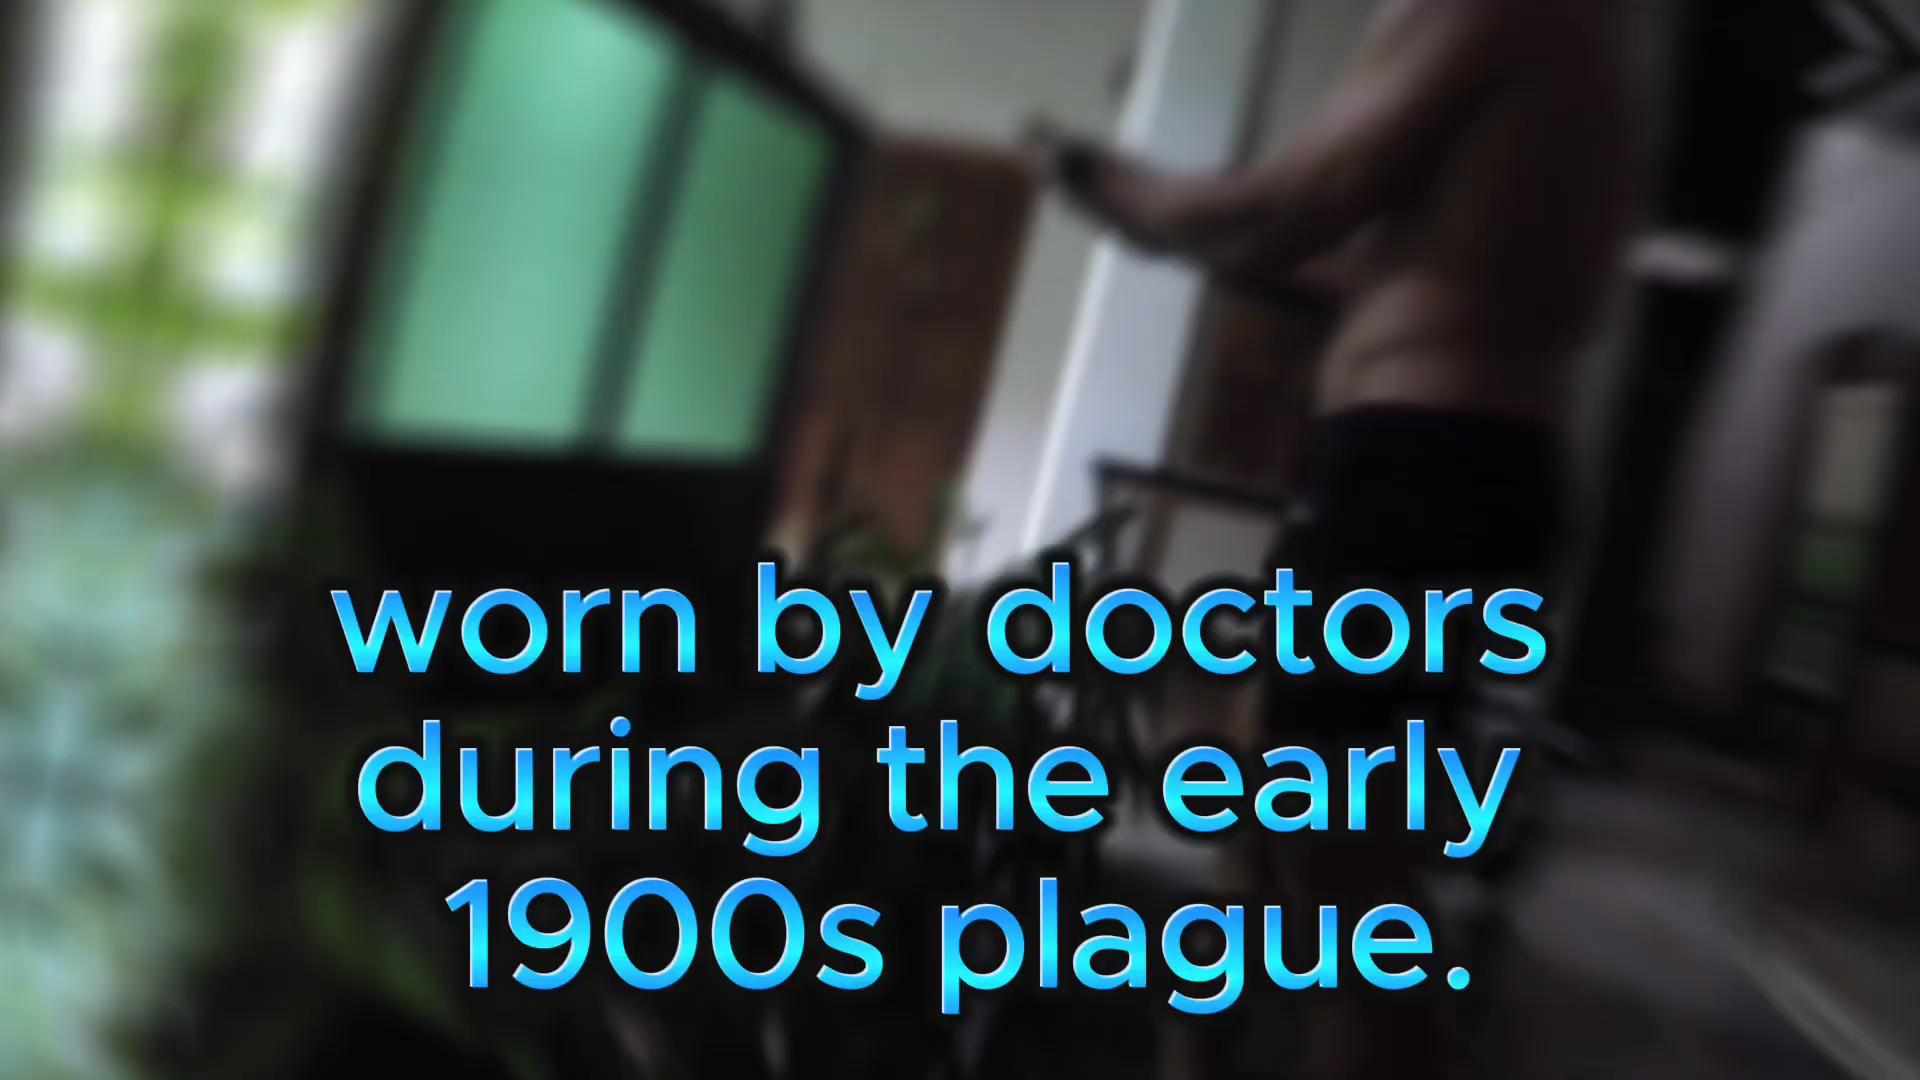 worn by doctors
during the early
1900s plague.